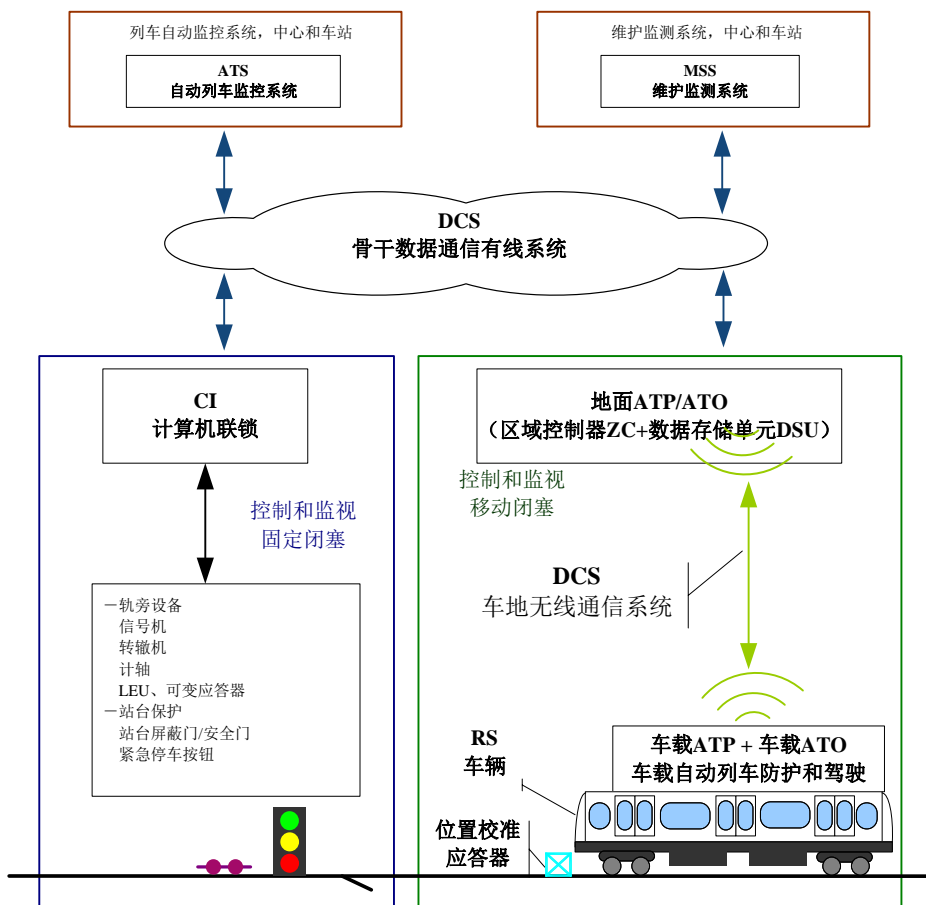 列车自动监控系统，中心和车站
ATS
自动列车监控系统
维护监测系统，中心和车站
MSS
维护监测系统
DCS
骨干数据通信有线系统
CI
计算机联锁
控制和监视
固定闭塞
－轨旁设备
信号机
转辙机
计轴
LEU、可变应答器
－站台保护
站台屏蔽门/安全门
紧急停车按钮
地面ATP/ATO
（区域控制器ZC+数据存储单元DSU）
控制和监视
移动闭塞
DCS
车地无线通信系统
RS
车辆
车载ATP + 车载ATO
车载自动列车防护和驾驶
位置校准
应答器